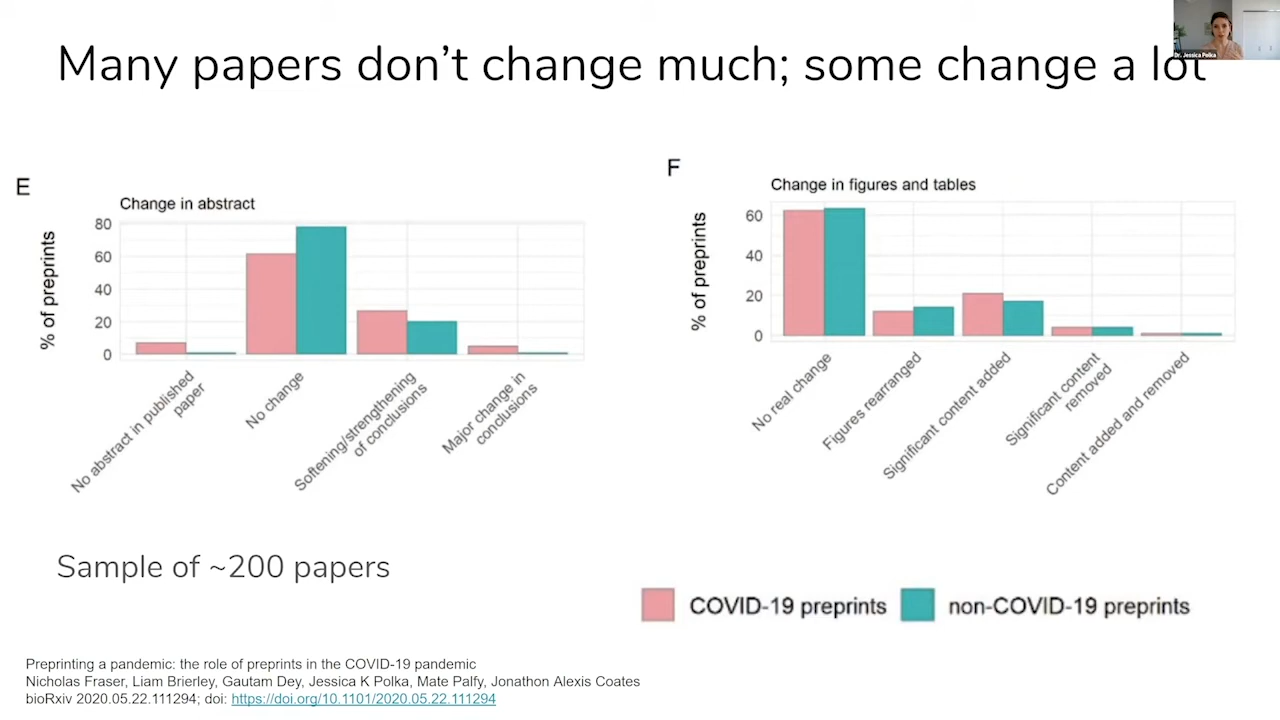 Many papers don't change much; some change a lot
Dr. Jessica Polka
E
Change in abstract
% of preprints
80
60
40
20
0
No abstract in published
paper
No change
Softening/strengthening
of conclusions
Major change in
conclusions
F
Change in figures and tables
% of preprints
60
40
20
0
No real change
Figures rearranged
Significant content added
Significant content
removed
Content added and removed
Sample of ~200 papers
COVID-19 preprints
non-COVID-19 preprints
Preprinting a pandemic: the role of preprints in the COVID-19 pandemic
Nicholas Fraser, Liam Brierley, Gautam Dey, Jessica K Polka, Mate Palfy, Jonathon Alexis Coates
bioRxiv 2020.05.22.111294; doi: https://doi.org/10.1101/2020.05.22.111294